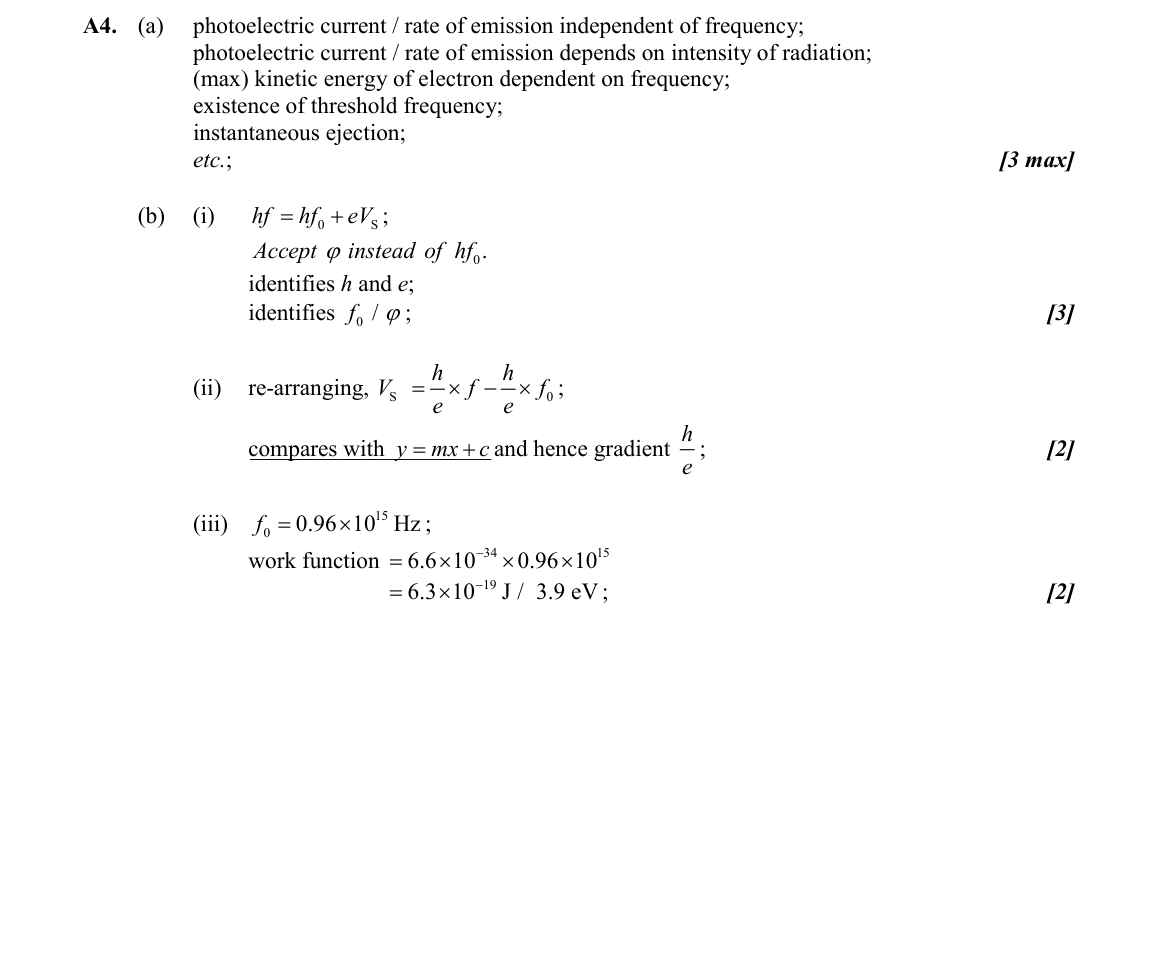 A4. (a) photoelectric current / rate of emission independent of frequency;
photoelectric current / rate of emission depends on intensity of radiation;
(max) kinetic energy of electron dependent on frequency;
existence of threshold frequency;
instantaneous ejection;
etc.; [3 max]
(b) (i) hf = hf₀ + eVₛ;
Accept φ instead of hf₀.
identifies h and e;
identifies f₀ / φ; [3]
(ii) re-arranging, Vₛ = h/e × f − h/e × f₀;
compares with y = mx + c and hence gradient h/e; [2]
(iii) f₀ = 0.96×10¹⁵ Hz;
work function = 6.6×10⁻³⁴ × 0.96×10¹⁵
= 6.3×10⁻¹⁹ J / 3.9 eV; [2]